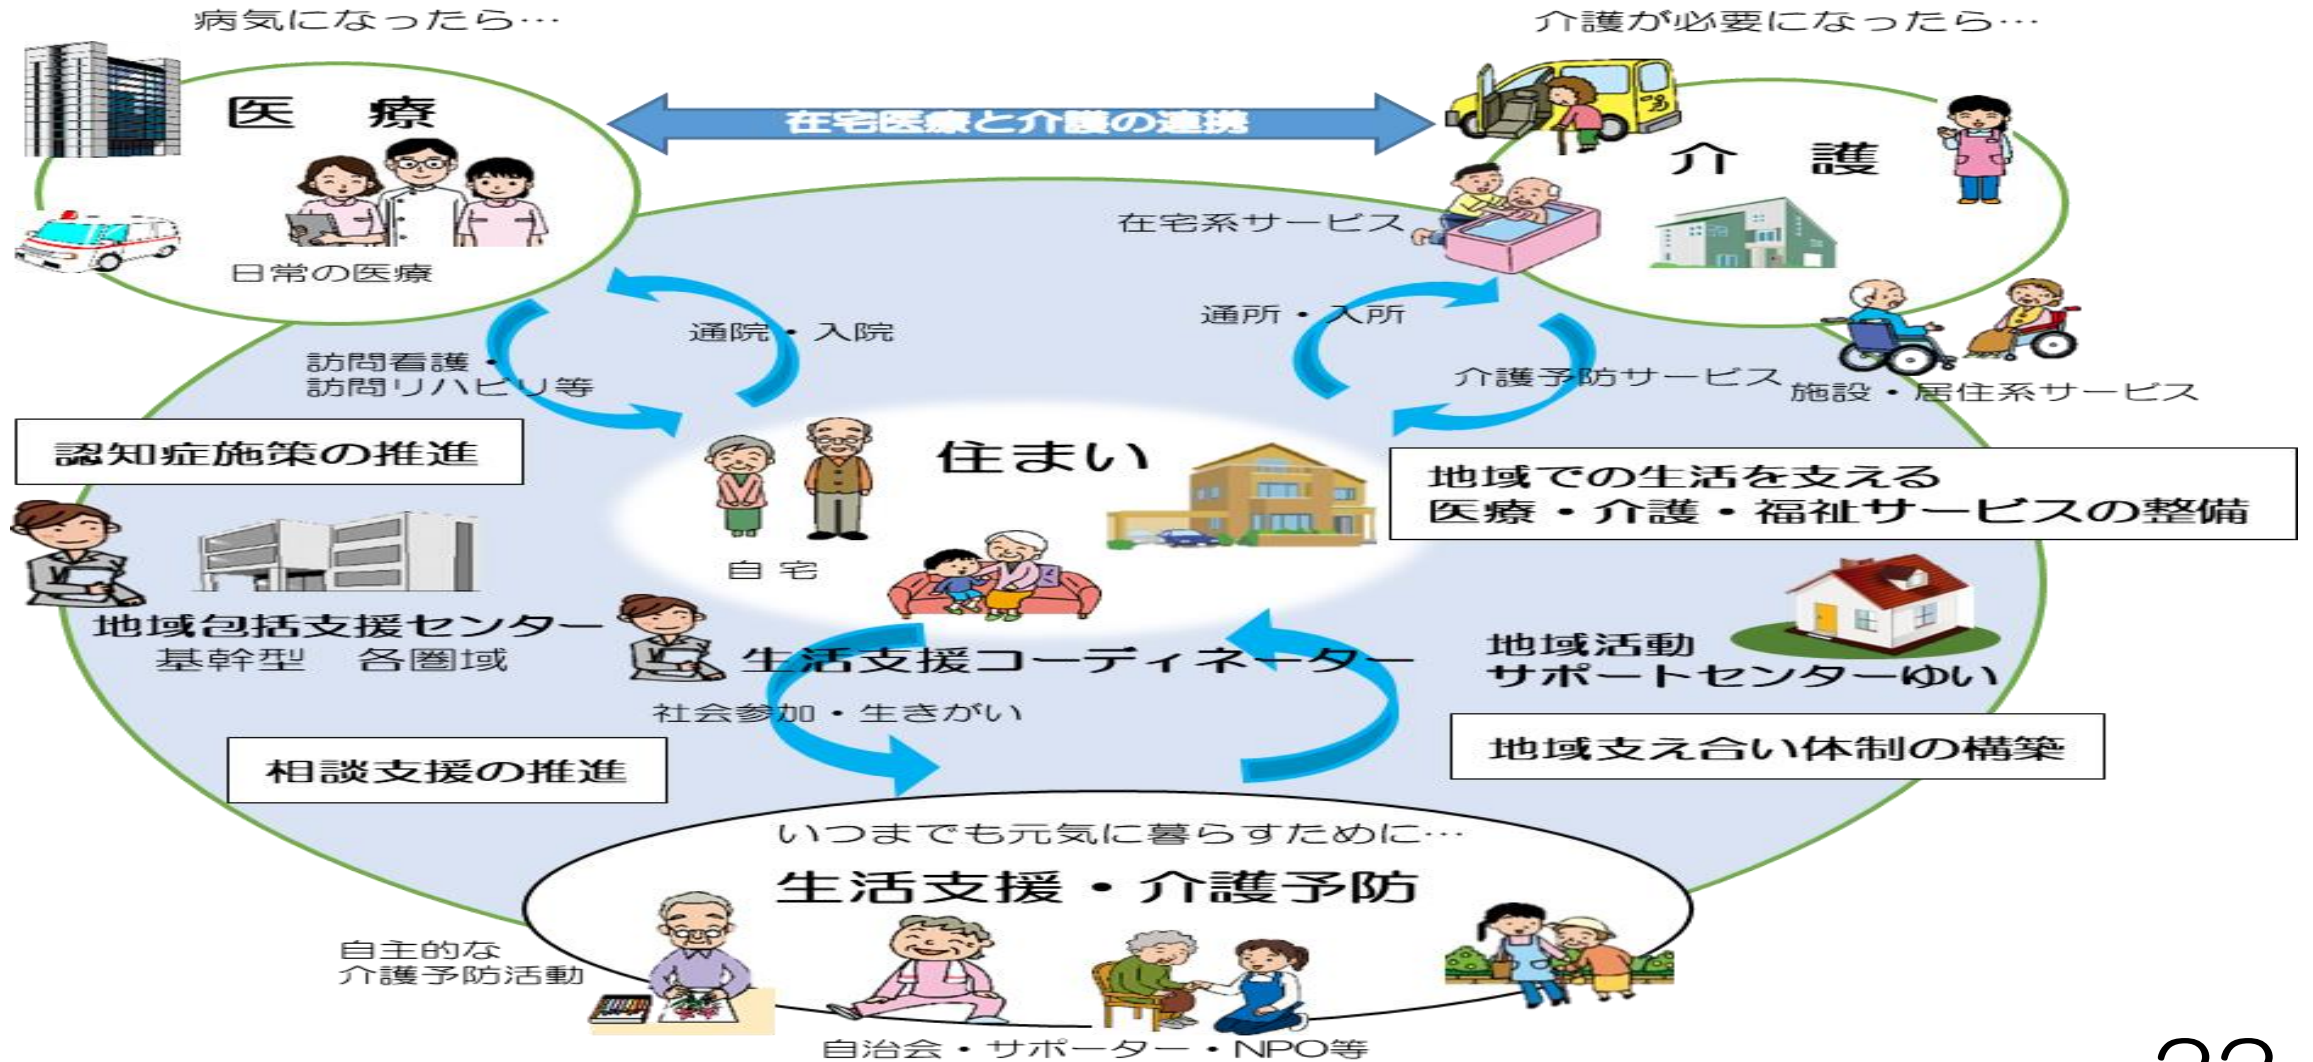 病気になったら…
介護が必要になったら…
医 療
在宅医療と介護の連携
介 護
日常の医療
在宅系サービス
通院・入院
通所・入所
訪問看護・
訪問リハビリ等
介護予防サービス
施設・居住系サービス
認知症施策の推進
住まい
地域での生活を支える
医療・介護・福祉サービスの整備
自宅
地域包括支援センター
基幹型 各圏域
生活支援コーディネーター
地域活動
サポートセンターゆい
社会参加・生きがい
相談支援の推進
地域支え合い体制の構築
いつまでも元気に暮らすために…
生活支援・介護予防
自主的な
介護予防活動
自治会・サポーター・NPO等